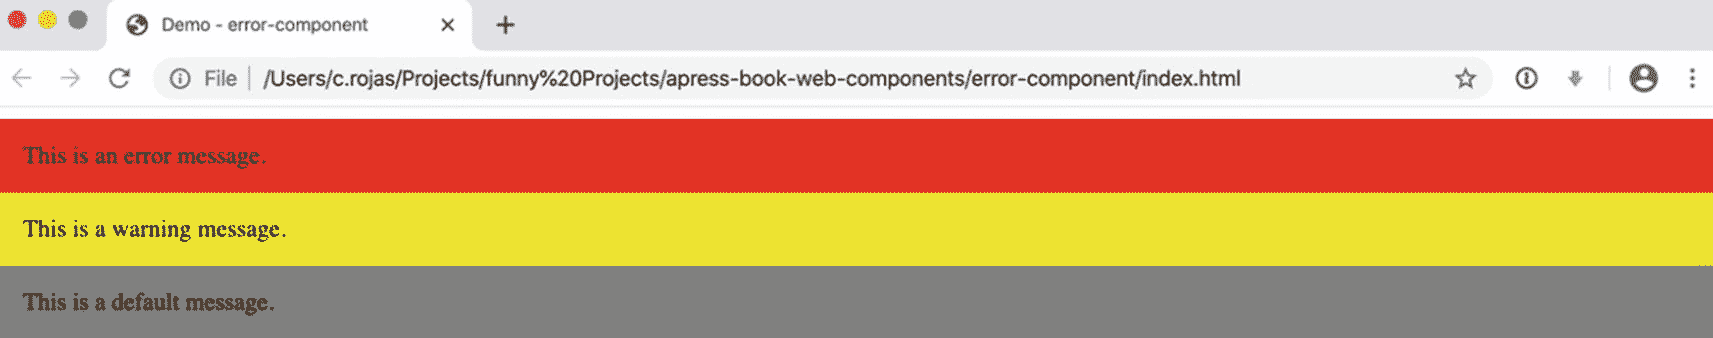 Demo - error-component
File /Users/c.rojas/Projects/funny%20Projects/apress-book-web-components/error-component/index.html
This is an error message.
This is a warning message.
This is a default message.